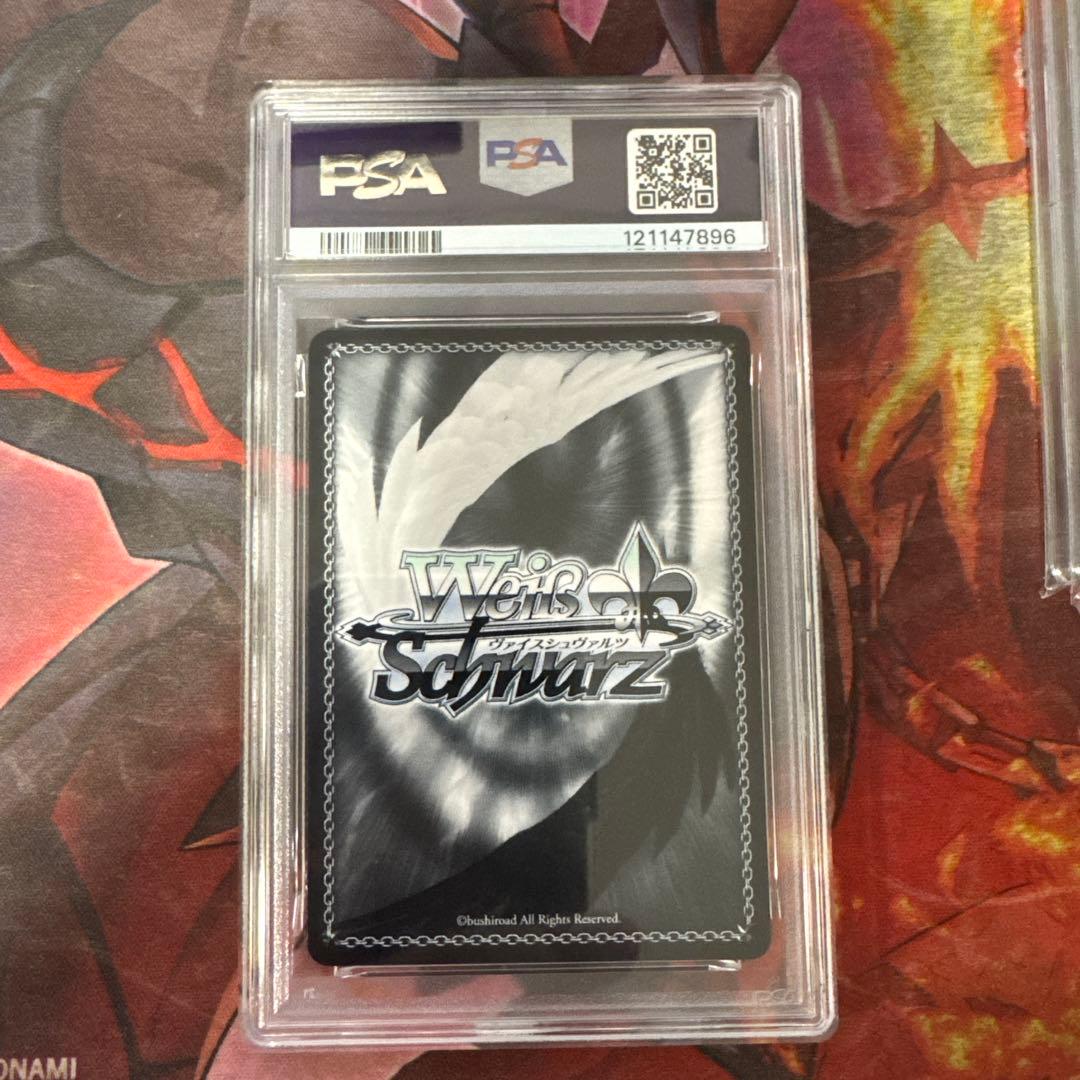 PSA
PSA
121147896
Weiß
ヴァイスシュヴァルツ
Schwarz
©bushiroad All Rights Reserved.
PSA
ONAMI